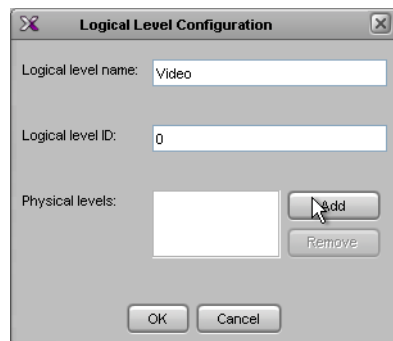 Logical Level Configuration
Logical level name: Video
Logical level ID: 0
Physical levels:
Add
Remove
OK Cancel